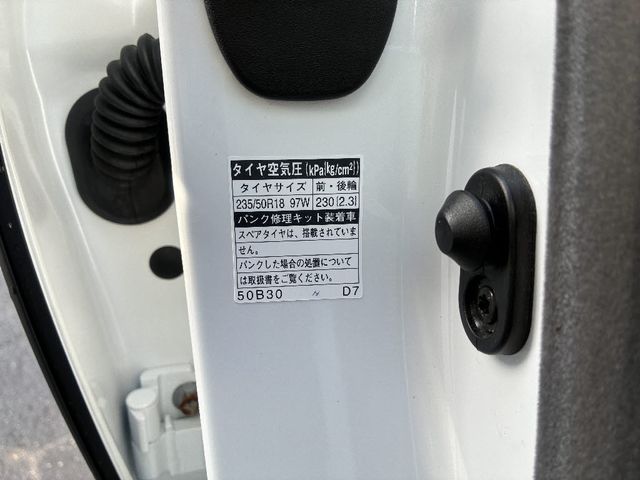 タイヤ空気圧(kPa{kg/cm²})
タイヤサイズ 前・後輪
235/50R18 97W 230{2.3}
パンク修理キット装着車
スペアタイヤは、搭載されていま
せん。
パンクした場合の処置について
は取扱書をご覧ください。
50B30 D7